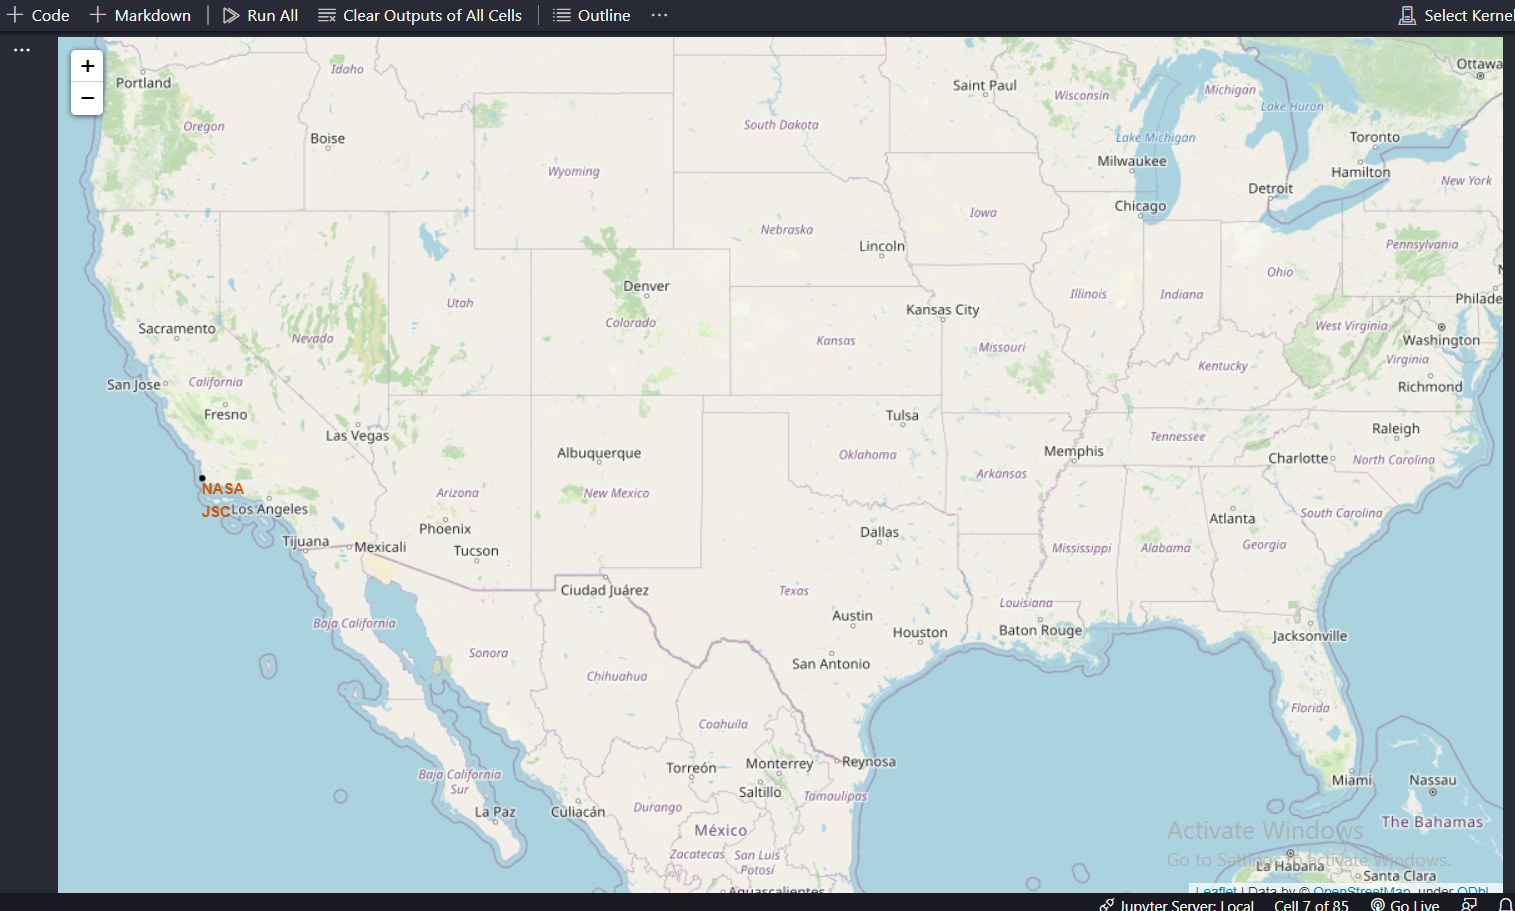 Code
Markdown
Run All
Clear Outputs of All Cells
Outline
Select Kernel
+
−
Portland
Idaho
Ottawa
Saint Paul
Wisconsin
Michigan
Lake Huron
Oregon
Boise
South Dakota
Lake Michigan
Toronto
Milwaukee
Hamilton
Wyoming
Detroit
New York
Chicago
Iowa
Nebraska
Lincoln
Pennsylvania
Ohio
Denver
Illinois
Indiana
Philade
Utah
Kansas City
Colorado
Sacramento
Nevada
West Virginia
Washington
Kansas
Missouri
Virginia
Kentucky
San Jose
California
Richmond
Fresno
Tulsa
Las Vegas
Raleigh
Tennessee
Albuquerque
Memphis
Oklahoma
Charlotte
North Carolina
Arkansas
NASA
JSC
Arizona
New Mexico
Los Angeles
South Carolina
Atlanta
Phoenix
Dallas
Tijuana
Mexicali
Tucson
Mississippi
Alabama
Georgia
Ciudad Juárez
Texas
Louisiana
Austin
Baja California
Houston
Baton Rouge
Jacksonville
Sonora
San Antonio
Chihuahua
Florida
Coahuila
Monterrey
Reynosa
Torreón
Baja California
Sur
Miami
Nassau
Saltillo
Tamaulipas
Durango
La Paz
Culiacán
The Bahamas
México
Activate Windows
Go to Settings to activate Windows.
Zacatecas
San Luis
Potosí
La Habana
Santa Clara
Aguascalientes
Leaflet | Data by © OpenStreetMap, under ODbL
Jupyter Server: Local
Cell 7 of 85
Go Live